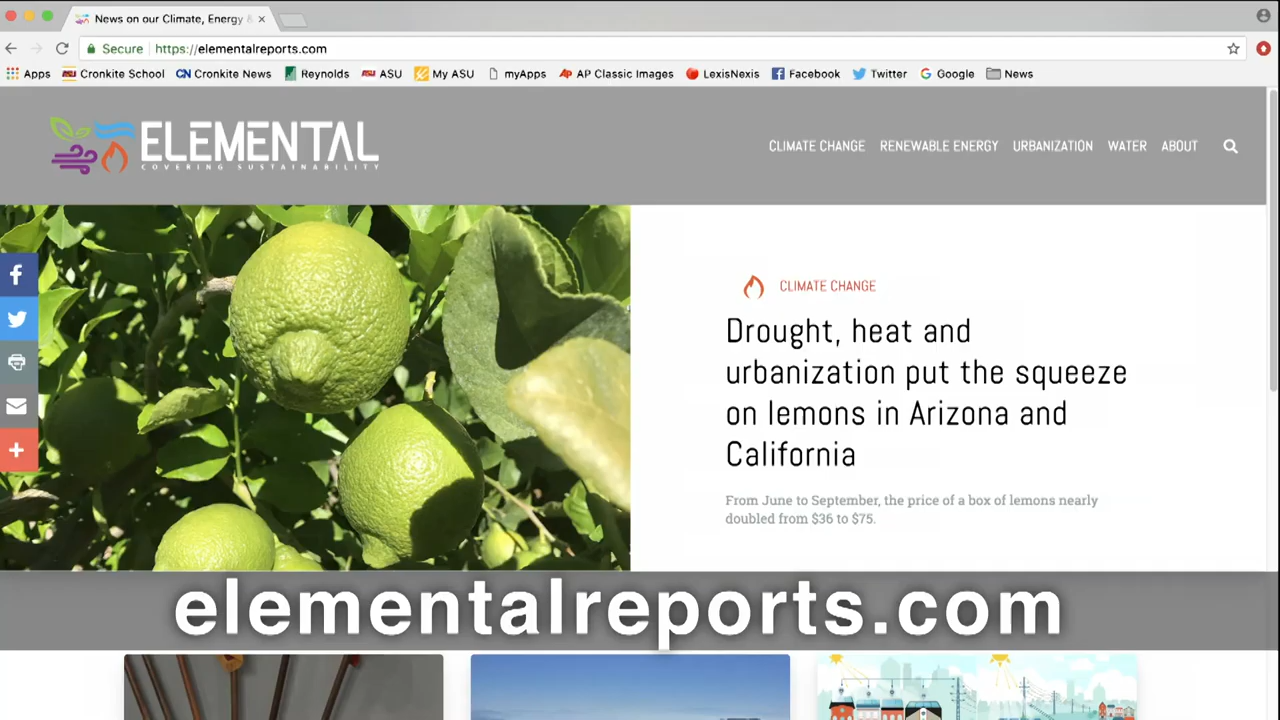 News on our Climate, Energy &
Secure https://elementalreports.com
Apps Cronkite School Cronkite News Reynolds ASU My ASU myApps AP Classic Images LexisNexis Facebook Twitter Google News
ELEMENTAL
COVERING SUSTAINABILITY
CLIMATE CHANGE RENEWABLE ENERGY URBANIZATION WATER ABOUT
CLIMATE CHANGE
Drought, heat and
urbanization put the squeeze
on lemons in Arizona and
California
From June to September, the price of a box of lemons nearly
doubled from $36 to $75.
elementalreports.com